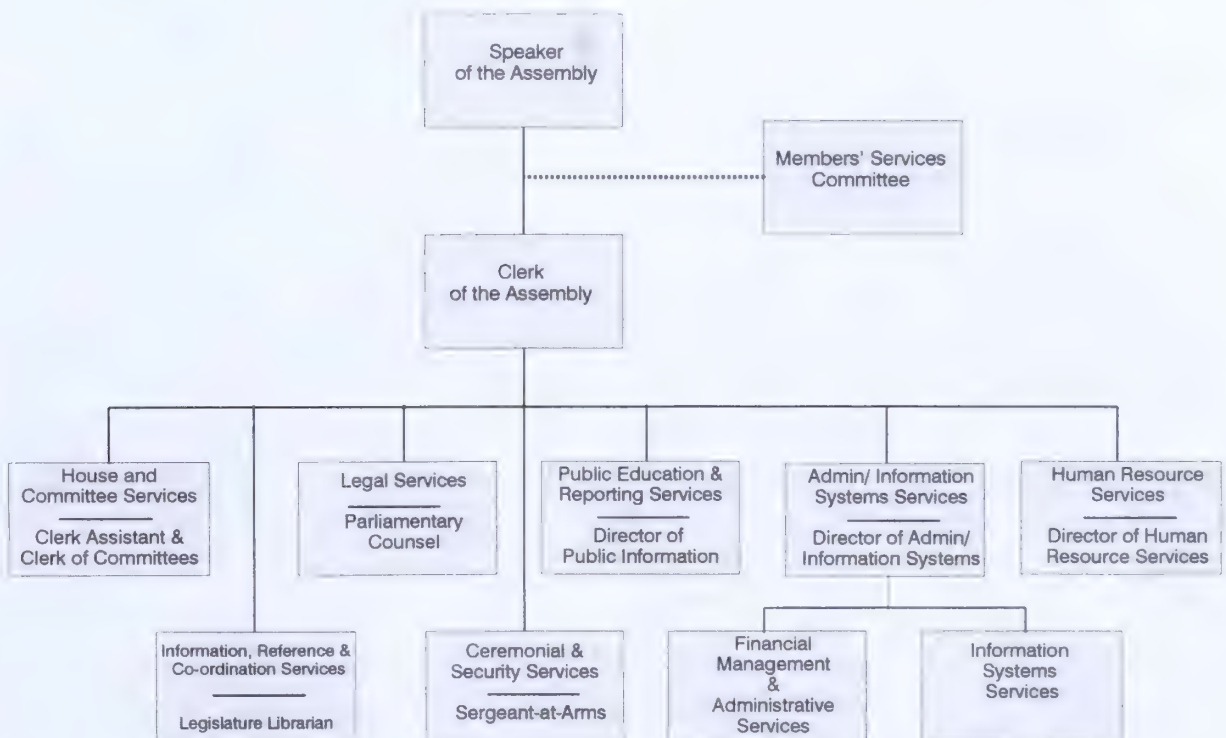 Speaker
of the Assembly
Members' Services
Committee
Clerk
of the Assembly
House and
Committee Services
Clerk Assistant &
Clerk of Committees
Legal Services
Parliamentary
Counsel
Public Education &
Reporting Services
Director of
Public Information
Admin/ Information
Systems Services
Director of Admin/
Information Systems
Human Resource
Services
Director of Human
Resource Services
Information, Reference &
Co-ordination Services
Legislature Librarian
Ceremonial &
Security Services
Sergeant-at-Arms
Financial
Management
&
Administrative
Services
Information
Systems
Services